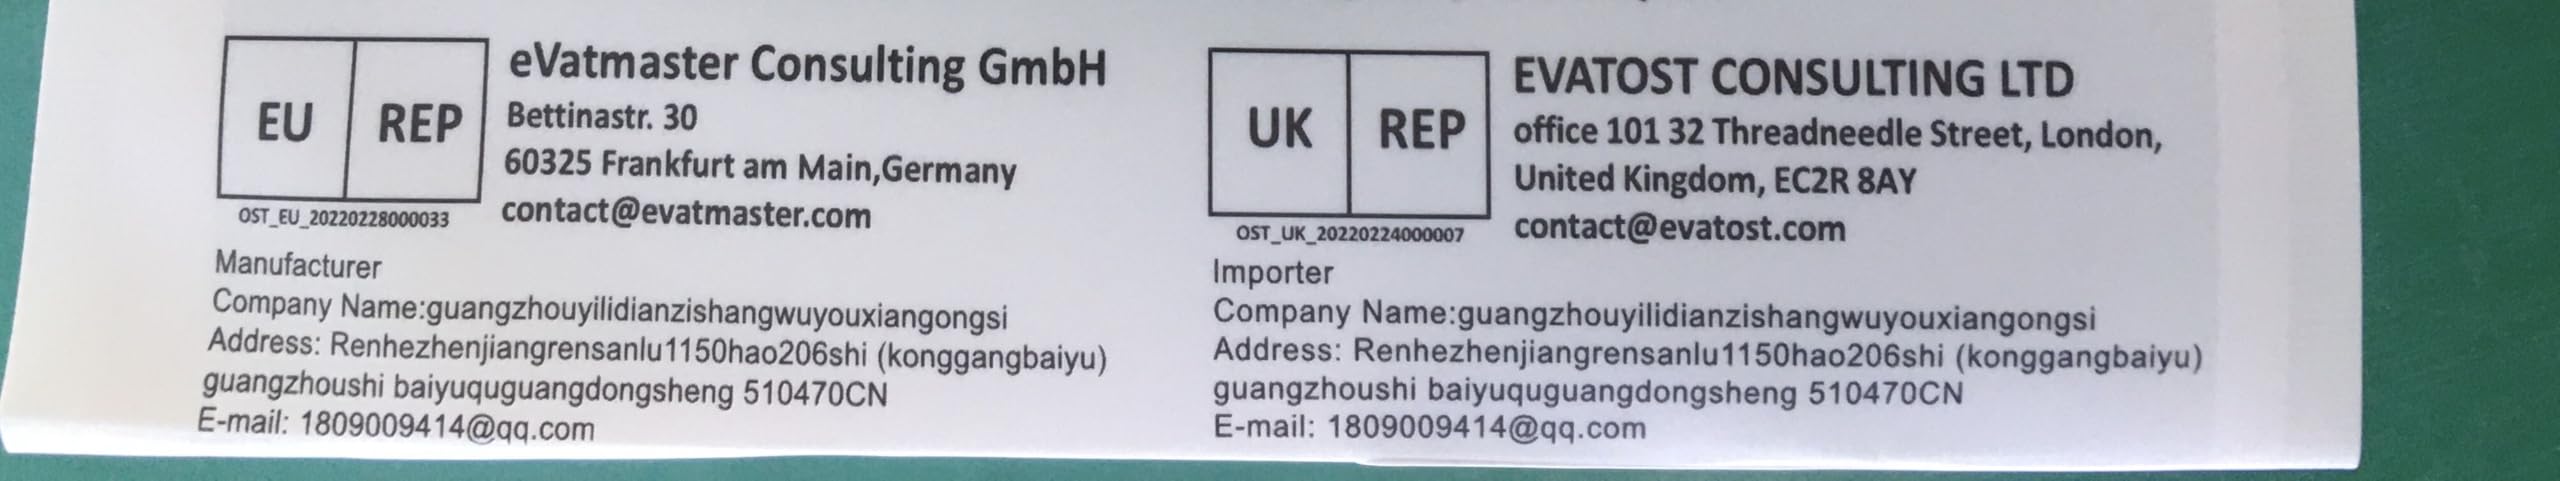 EU REP
eVatmaster Consulting GmbH
Bettinastr. 30
60325 Frankfurt am Main,Germany
contact@evatmaster.com
OST_EU_20220228000033
Manufacturer
Company Name:guangzhouyilidianzishangwuyouxiangongsi
Address: Renhezhenjiangrensanlu1150hao206shi (konggangbaiyu)
guangzhoushi baiyuquguangdongsheng 510470CN
E-mail: 1809009414@qq.com
UK REP
EVATOST CONSULTING LTD
office 101 32 Threadneedle Street, London,
United Kingdom, EC2R 8AY
contact@evatost.com
OST_UK_20220224000007
Importer
Company Name:guangzhouyilidianzishangwuyouxiangongsi
Address: Renhezhenjiangrensanlu1150hao206shi (konggangbaiyu)
guangzhoushi baiyuquguangdongsheng 510470CN
E-mail: 1809009414@qq.com